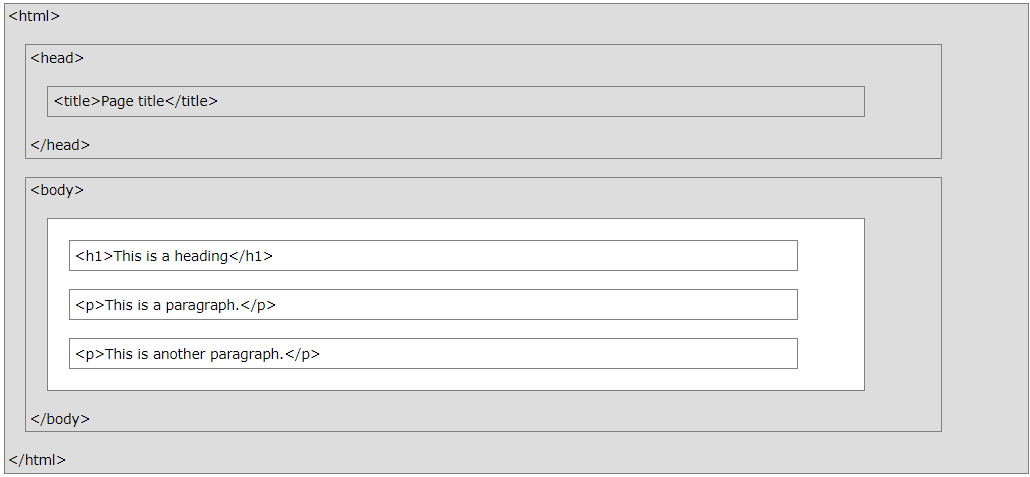 <html>
<head>
<title>Page title</title>
</head>
<body>
<h1>This is a heading</h1>
<p>This is a paragraph.</p>
<p>This is another paragraph.</p>
</body>
</html>